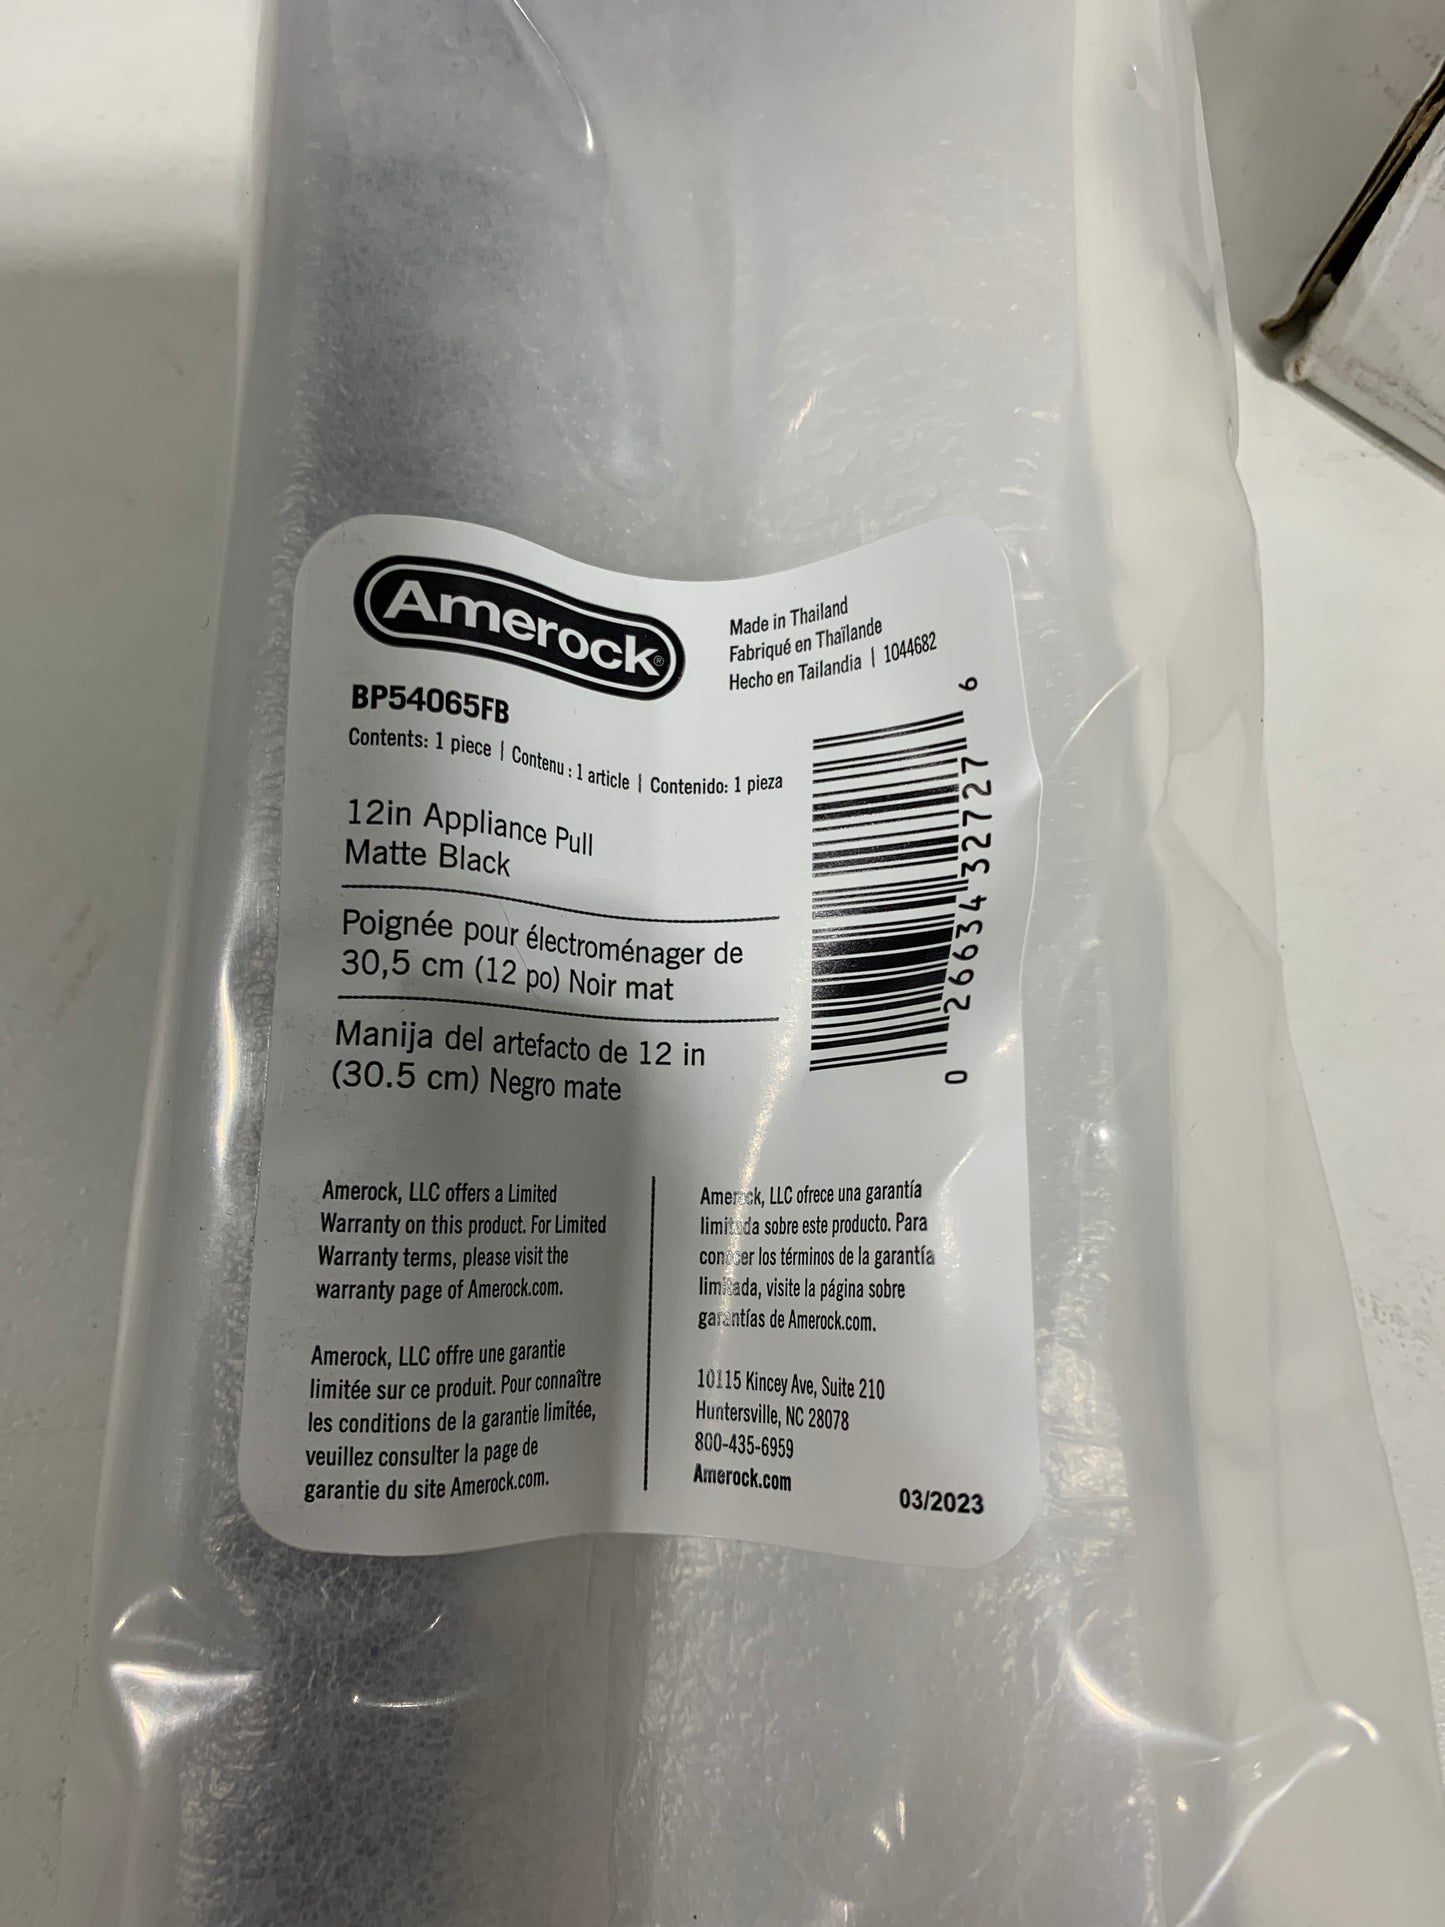 Amerock®
BP54065FB
Contents: 1 piece | Contenu : 1 article | Contenido: 1 pieza
Made in Thailand
Fabriqué en Thaïlande
Hecho en Tailandia | 1044682
12in Appliance Pull
Matte Black
Poignée pour électroménager de
30,5 cm (12 po) Noir mat
Manija del artefacto de 12 in
(30.5 cm) Negro mate
0 26634 32727 6
Amerock, LLC offers a Limited
Warranty on this product. For Limited
Warranty terms, please visit the
warranty page of Amerock.com.
Amerock, LLC offre une garantie
limitée sur ce produit. Pour connaître
les conditions de la garantie limitée,
veuillez consulter la page de
garantie du site Amerock.com.
Amerock, LLC ofrece una garantía
limitada sobre este producto. Para
conocer los términos de la garantía
limitada, visite la página sobre
garantías de Amerock.com.
10115 Kincey Ave, Suite 210
Huntersville, NC 28078
800-435-6959
Amerock.com
03/2023